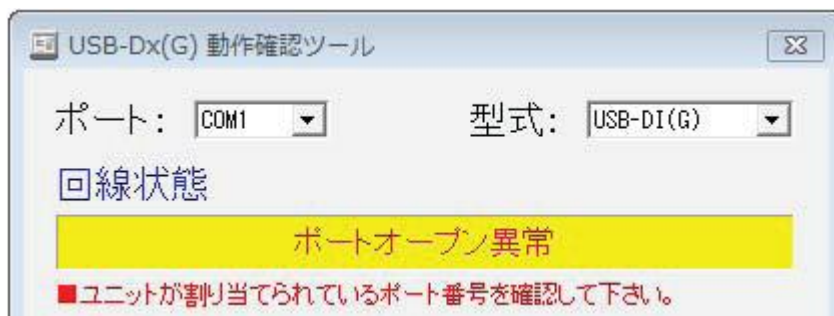 USB-Dx(G) 動作確認ツール
ポート: COM1 型式: USB-DI(G)
回線状態
ポートオープン異常
■ユニットが割り当てられているポート番号を確認して下さい。